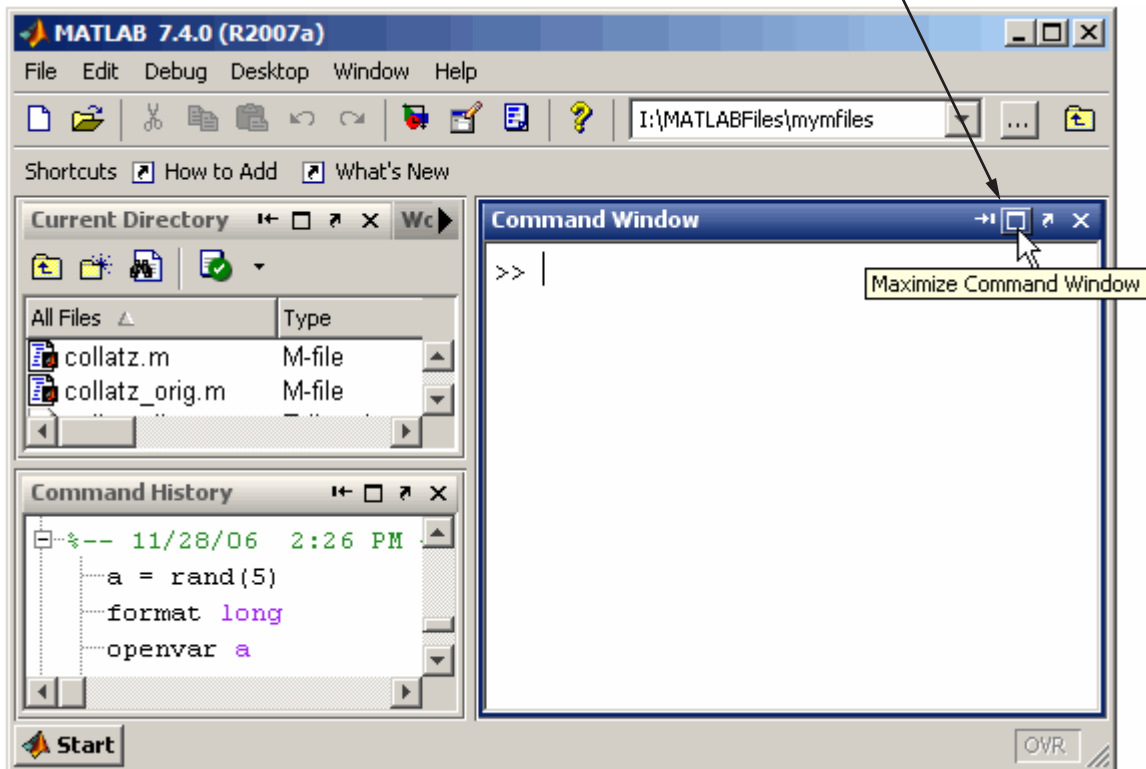 MATLAB 7.4.0 (R2007a)
File Edit Debug Desktop Window Help
I:\MATLABFiles\mymfiles ...
Shortcuts How to Add What's New
Current Directory Wo
All Files Type
collatz.m M-file
collatz_orig.m M-file
Command History
%-- 11/28/06 2:26 PM
a = rand(5)
format long
openvar a
Command Window
>>
Maximize Command Window
Start
OVR